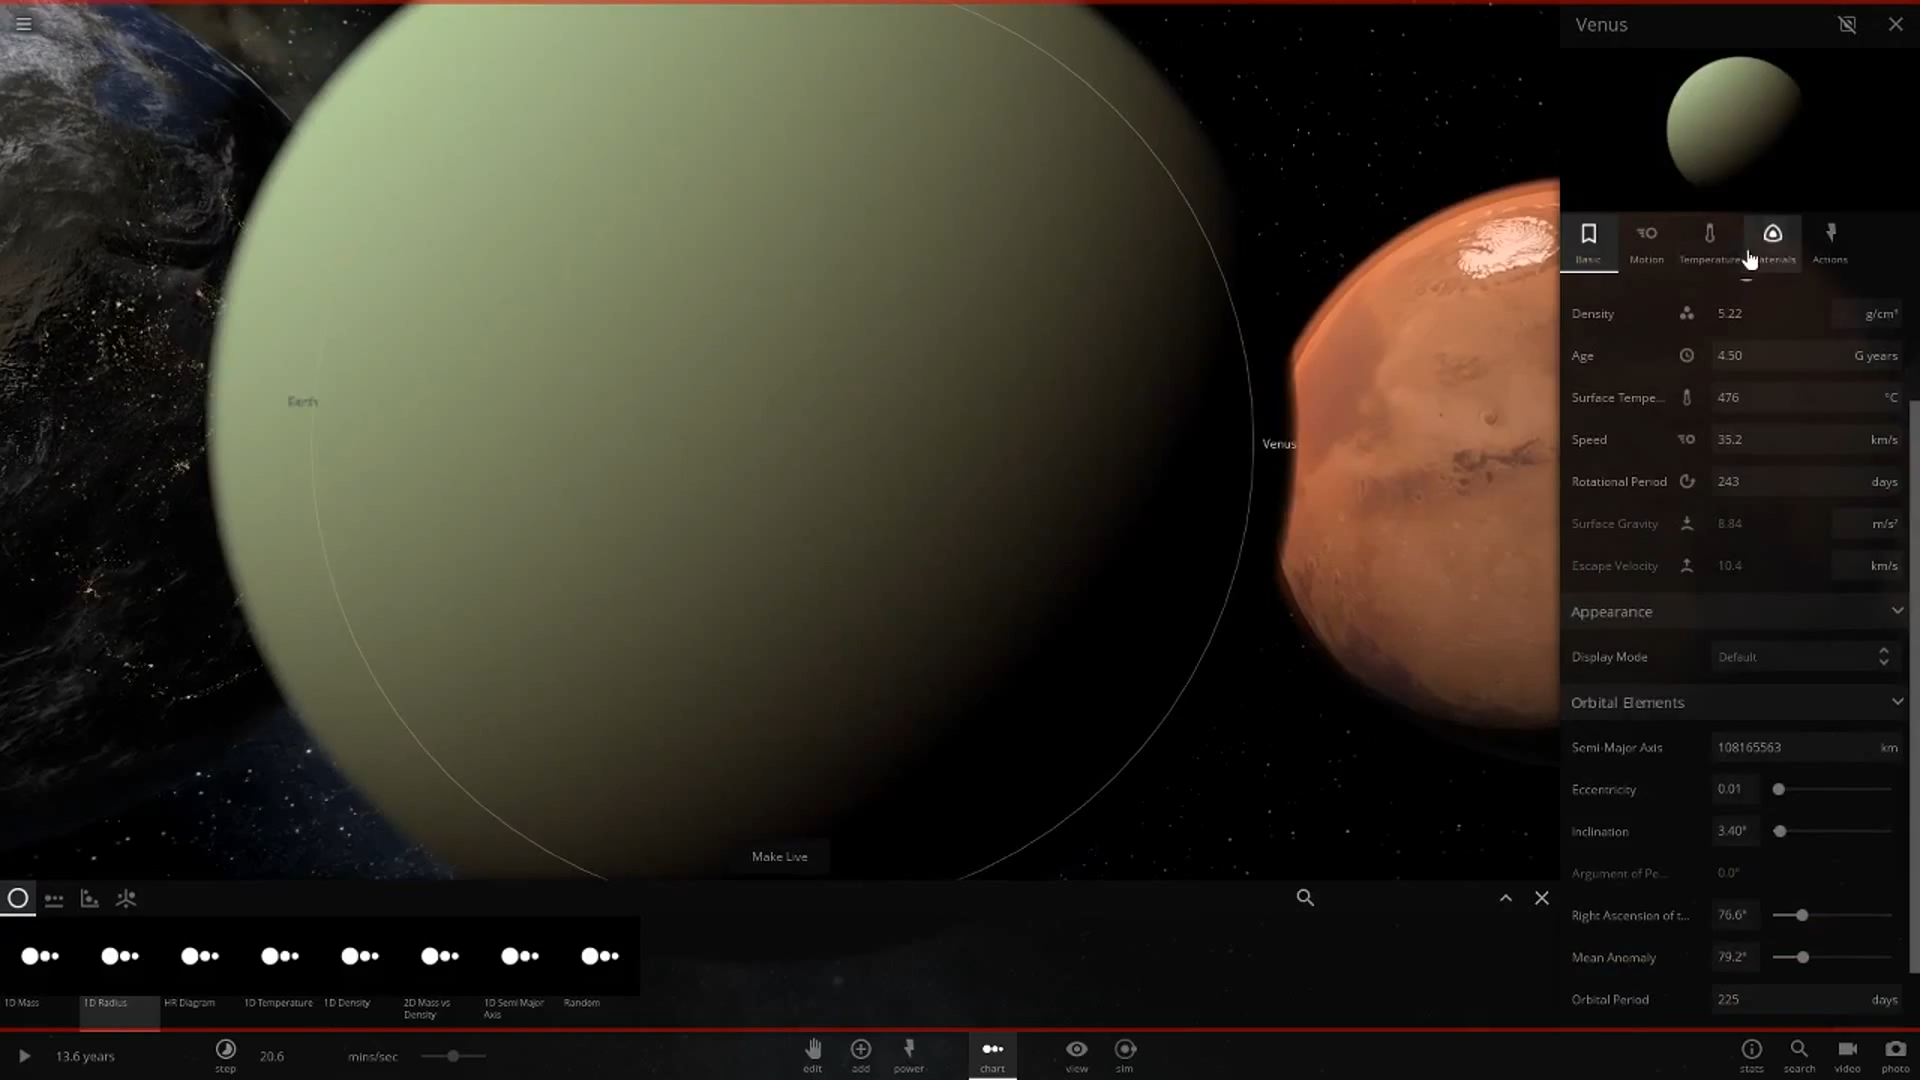 Venus
Basic
Motion
Temperature
Actions
Density 5.22 g/cm³
Age 4.50 G years
Surface Tempe... 476 °C
Speed 35.2 km/s
Rotational Period 243 days
Surface Gravity 8.84 m/s²
Escape Velocity 10.4 km/s
Appearance
Display Mode Default
Orbital Elements
Semi-Major Axis 108165563 km
Eccentricity 0.01
Inclination 3.40°
Argument of Pe... 0.0°
Right Ascension of t... 76.6°
Mean Anomaly 79.2°
Orbital Period 225 days
Earth
Venus
Make Live
1D Mass
1D Radius
HR Diagram
1D Temperature
1D Density
2D Mass vs
Density
1D Semi Major
Axis
Random
13.6 years
step
20.6 mins/sec
edit
add
power
chart
view
sim
stats
search
video
photo